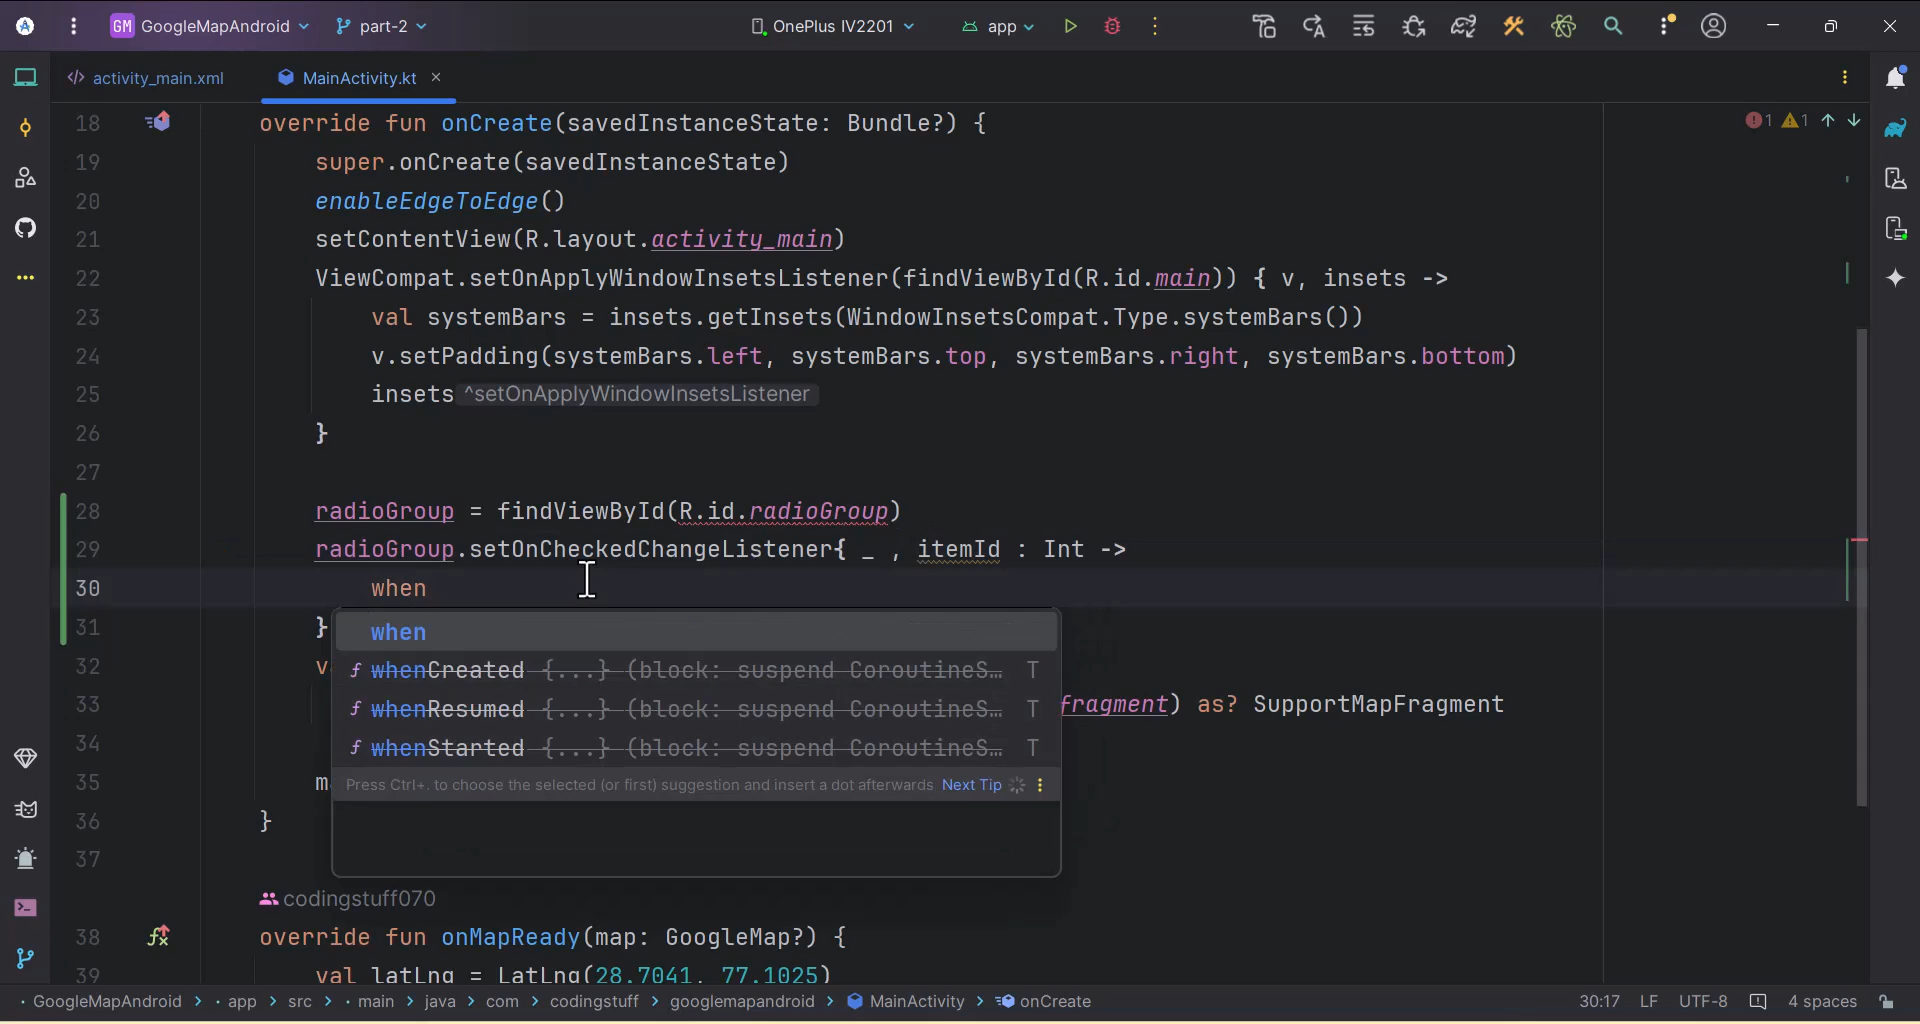 GM GoogleMapAndroid part-2 OnePlus IV2201 app
activity_main.xml MainActivity.kt
18 override fun onCreate(savedInstanceState: Bundle?) { 1 1
19 super.onCreate(savedInstanceState)
20 enableEdgeToEdge()
21 setContentView(R.layout.activity_main)
22 ViewCompat.setOnApplyWindowInsetsListener(findViewById(R.id.main)) { v, insets ->
23 val systemBars = insets.getInsets(WindowInsetsCompat.Type.systemBars())
24 v.setPadding(systemBars.left, systemBars.top, systemBars.right, systemBars.bottom)
25 insets ^setOnApplyWindowInsetsListener
26 }
27
28 radioGroup = findViewById(R.id.radioGroup)
29 radioGroup.setOnCheckedChangeListener{ _ , itemId : Int ->
30 when
31 }
when
32 v
whenCreated {...} (block: suspend CoroutineS... T
33 fragment) as? SupportMapFragment
whenResumed {...} (block: suspend CoroutineS... T
34
whenStarted {...} (block: suspend CoroutineS... T
35 m
Press Ctrl+. to choose the selected (or first) suggestion and insert a dot afterwards Next Tip
36 }
37
codingstuff070
38 override fun onMapReady(map: GoogleMap?) {
39 val latLng = LatLng(28.7041, 77.1025)
GoogleMapAndroid > app > src > main > java > com > codingstuff > googlemapandroid > MainActivity > onCreate 30:17 LF UTF-8 4 spaces